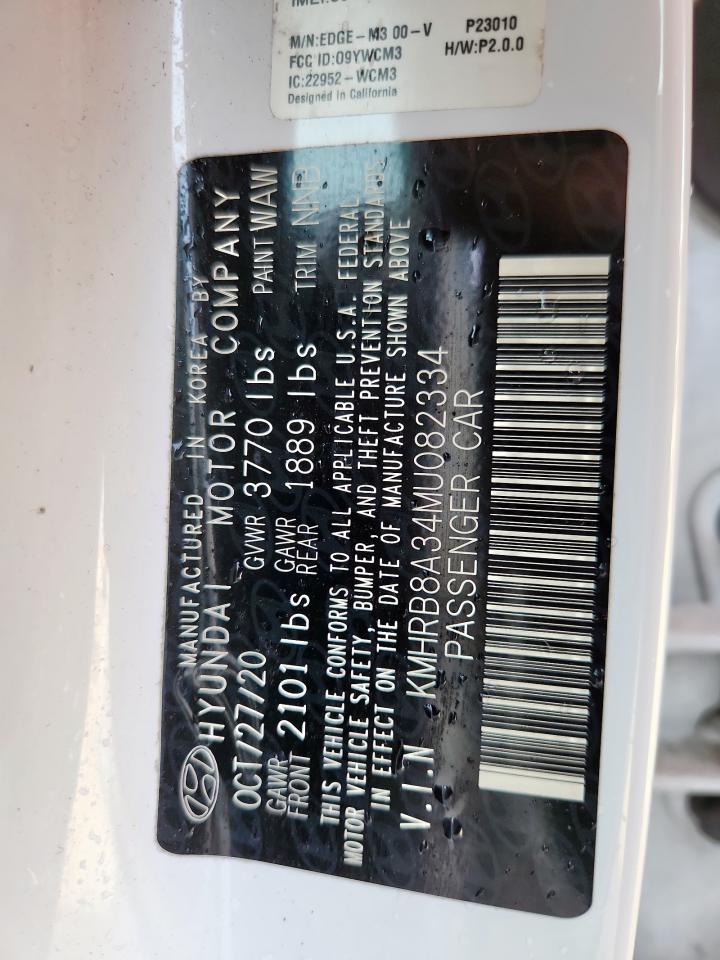 M/N:EDGE-M3 00-V P23010
FCC ID:O9YWCM3 H/W:P2.0.0
IC:22952-WCM3
Designed in California
MANUFACTURED IN KOREA BY
HYUNDAI MOTOR COMPANY
OCT/27/20 GVWR 3770 lbs PAINT WAW
GAWR FRONT 2101 lbs GAWR REAR 1889 lbs TRIM NNB
THIS VEHICLE CONFORMS TO ALL APPLICABLE U.S.A. FEDERAL
MOTOR VEHICLE SAFETY, BUMPER, AND THEFT PREVENTION STANDARDS
IN EFFECT ON THE DATE OF MANUFACTURE SHOWN ABOVE
V.I.N KMHRB8A34MU082334
PASSENGER CAR